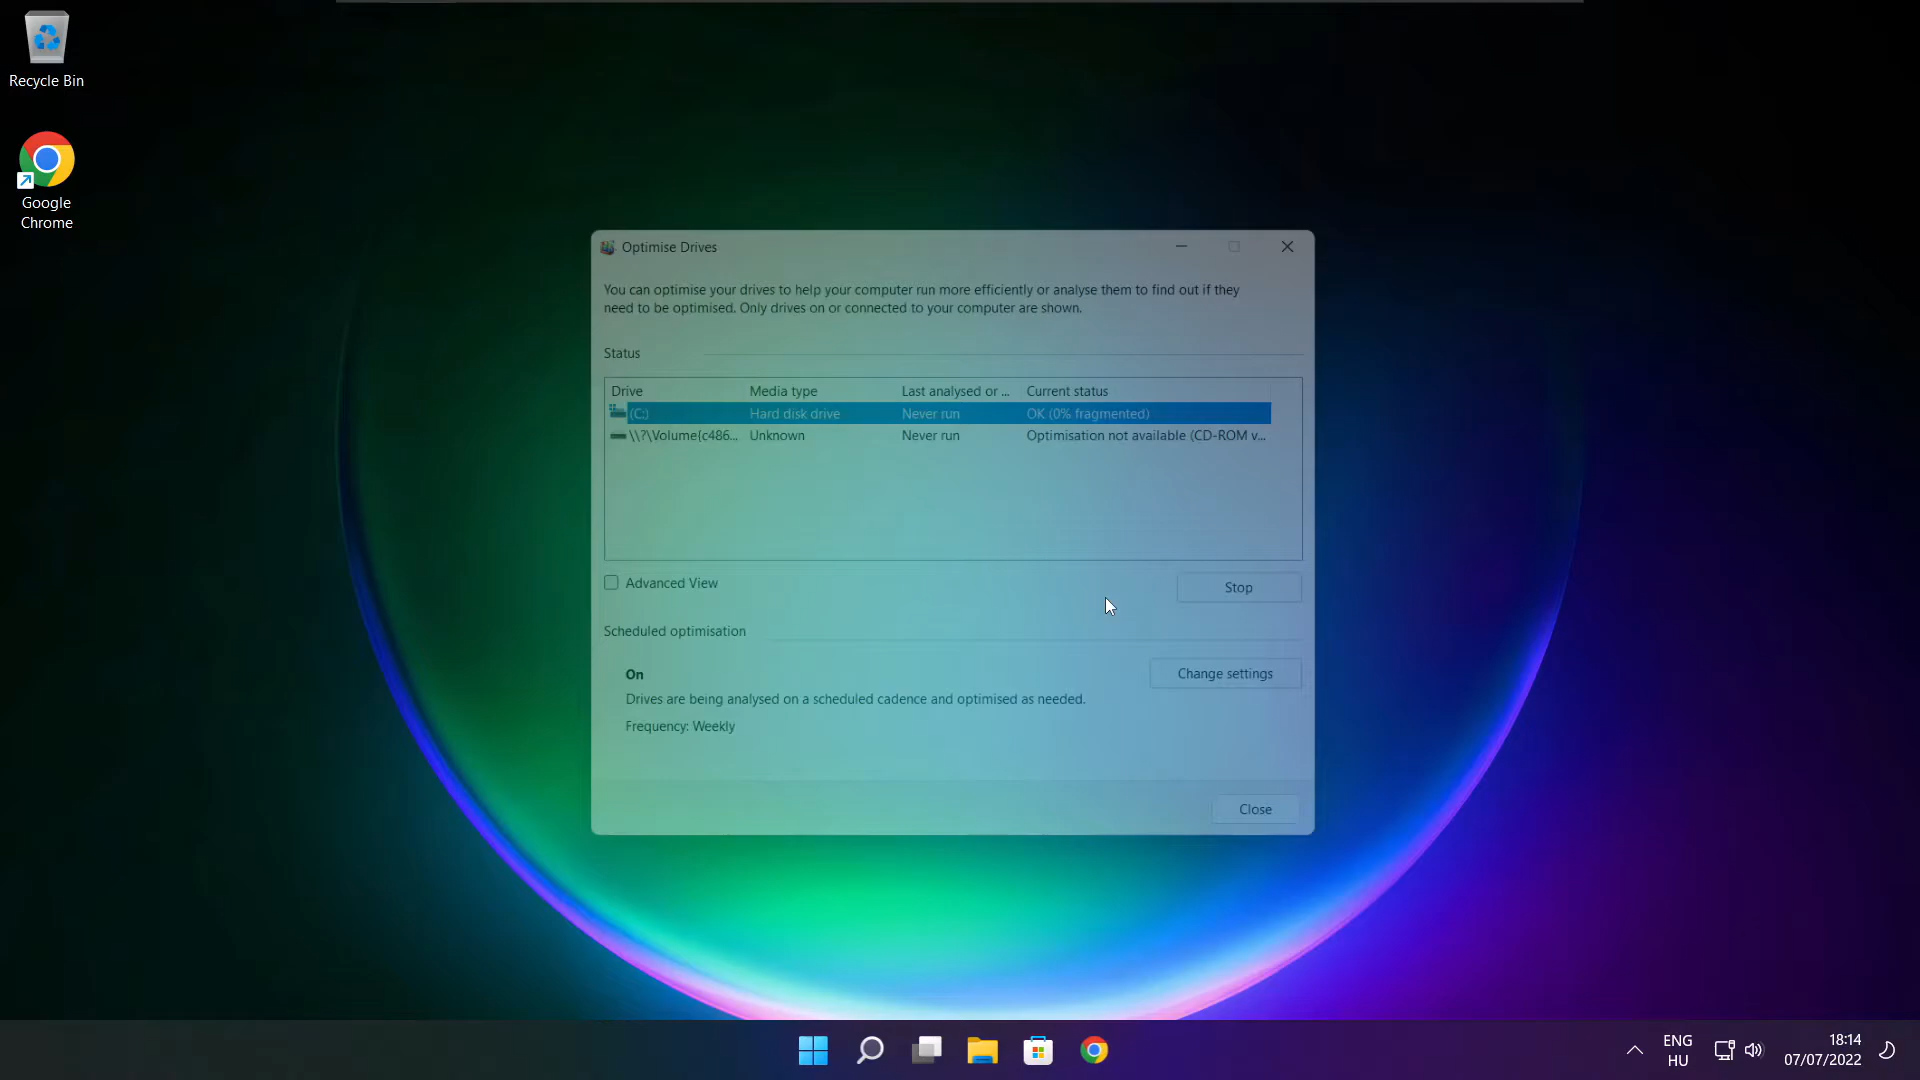 Recycle Bin
Google
Chrome
Optimise Drives
You can optimise your drives to help your computer run more efficiently or analyse them to find out if they
need to be optimised. Only drives on or connected to your computer are shown.
Status
Drive Media type Last analysed or ... Current status
(C:) Hard disk drive Never run OK (0% fragmented)
\\?\Volume{c486... Unknown Never run Optimisation not available (CD-ROM v...
Advanced View
Stop
Scheduled optimisation
On
Change settings
Drives are being analysed on a scheduled cadence and optimised as needed.
Frequency: Weekly
Close
ENG
HU
18:14
07/07/2022